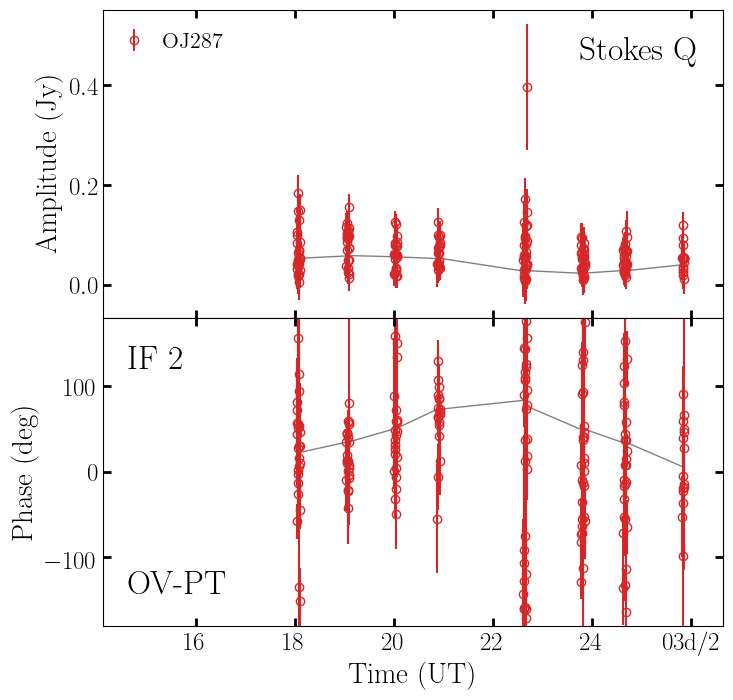 OJ287
Stokes Q
Amplitude (Jy)
0.4
0.2
0.0
IF 2
Phase (deg)
100
0
−100
OV-PT
16 18 20 22 24 03d/2
Time (UT)